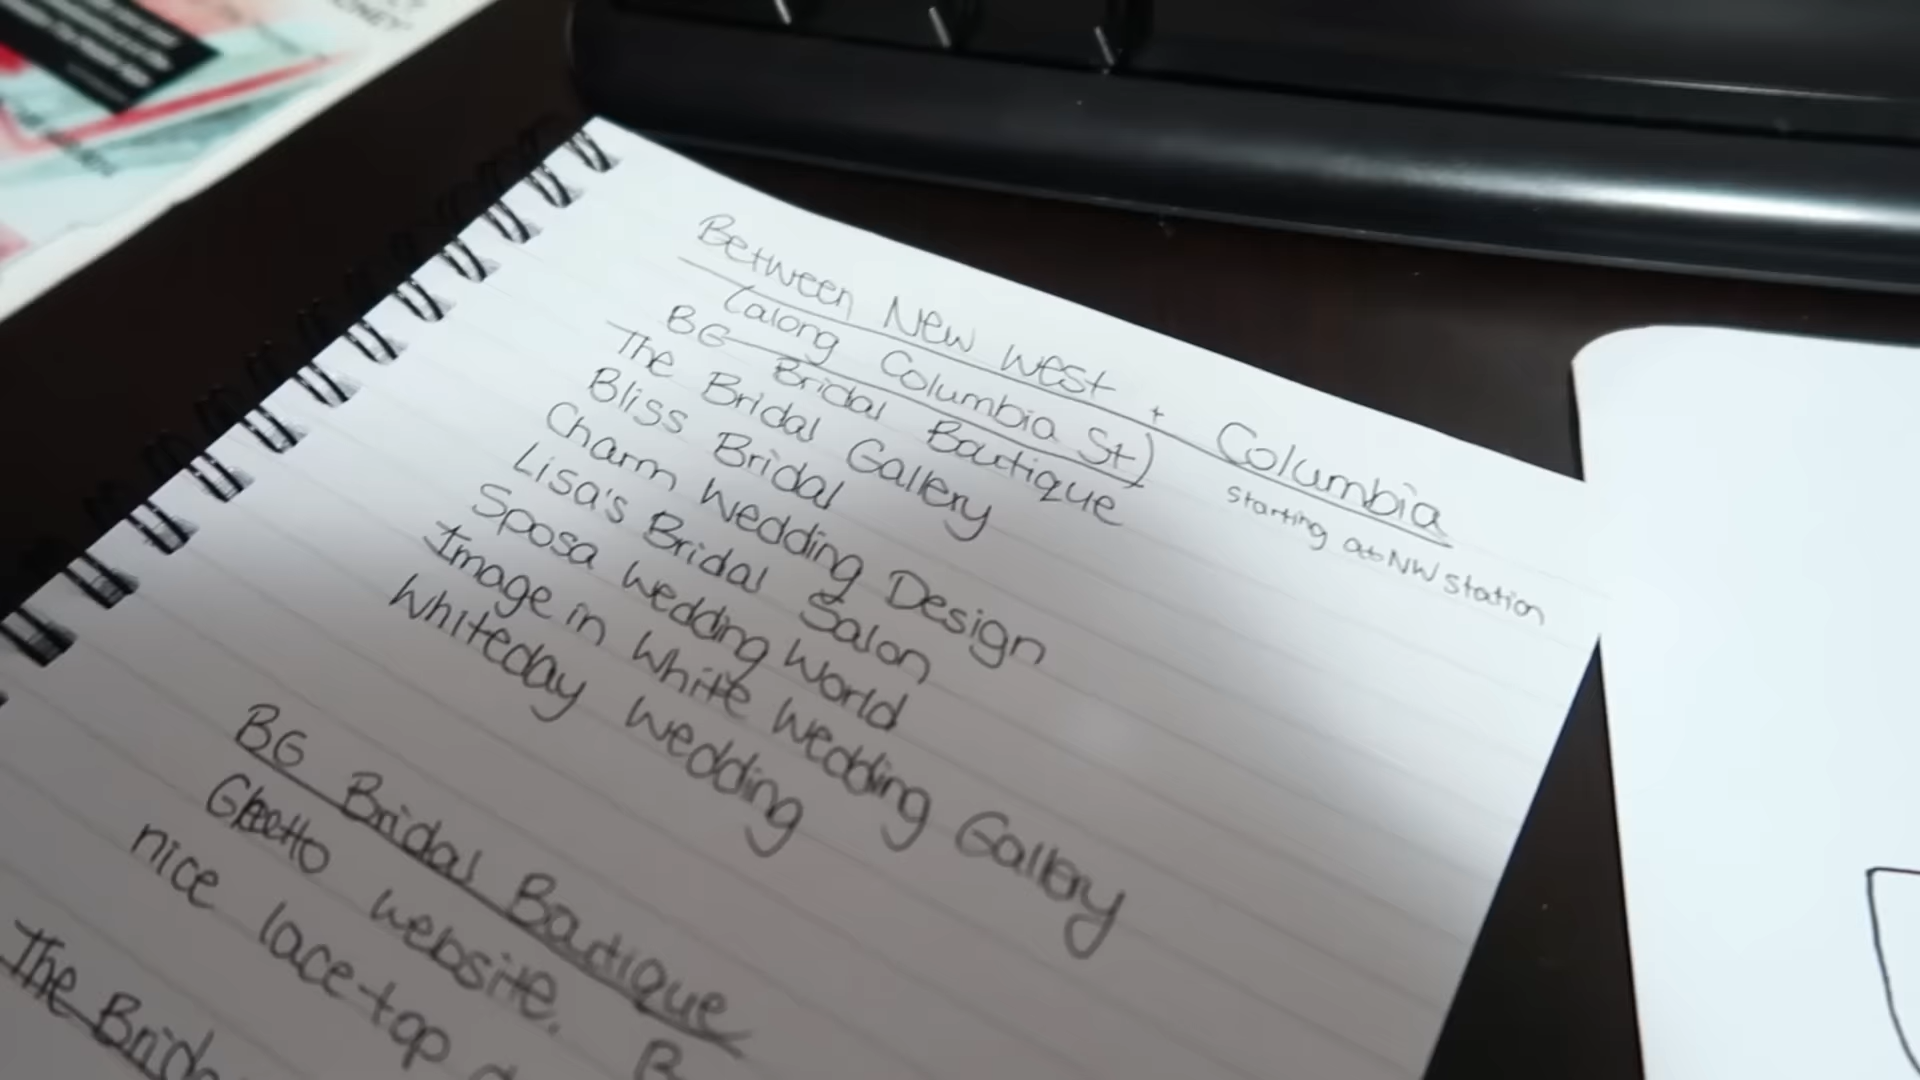 Between New West + Columbia
(along Columbia St) starting at NW station
BG Bridal Boutique
The Bridal Gallery
Bliss Bridal
Charm Wedding Design
Lisa's Bridal Salon
Sposa Wedding World
Image in White Wedding Gallery
Whiteday Wedding
BG Bridal Boutique
Ghetto website.
nice lace-top
The